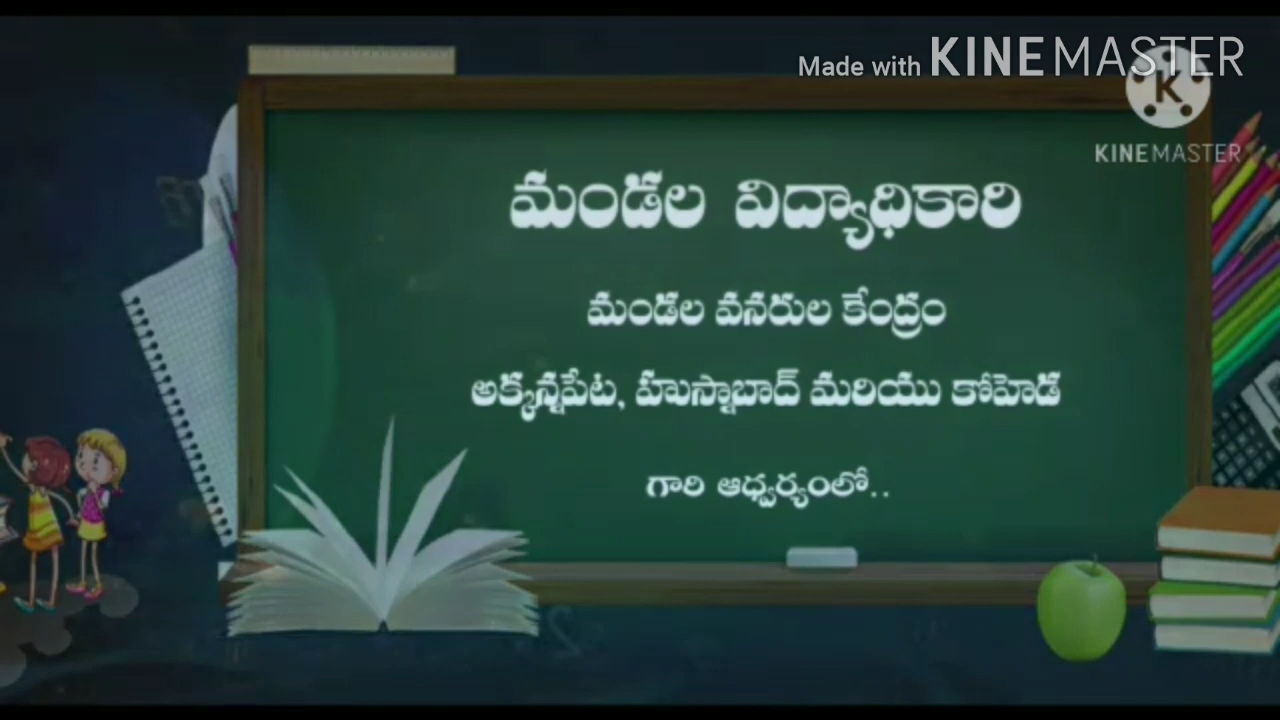 Made with KINEMASTER
K
KINEMASTER
మండల విద్యాధికారి
మండల వనరుల కేంద్రం
అక్కన్నపేట, హుస్నాబాద్ మరియు కోహెడ
గారి ఆధ్వర్యంలో..